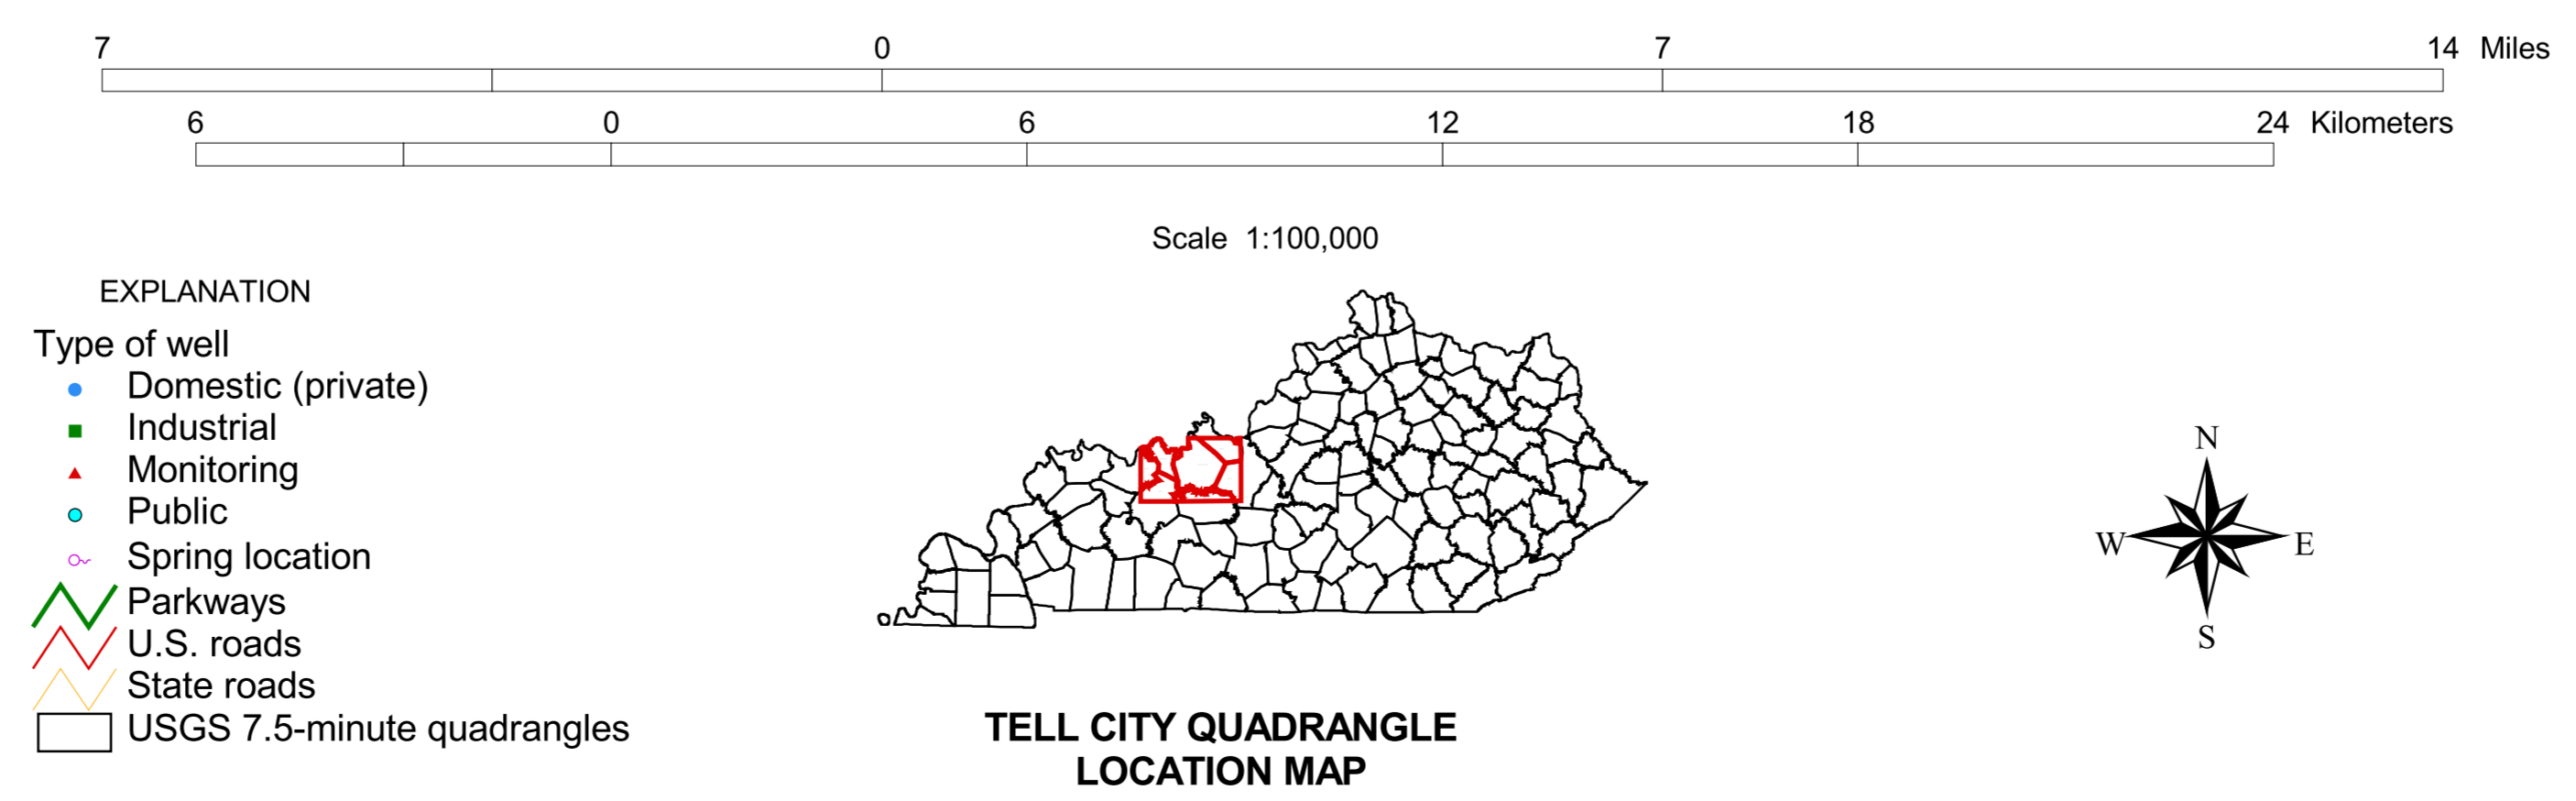 7 0 7 14 Miles
6 0 6 12 18 24 Kilometers
Scale 1:100,000
EXPLANATION
Type of well
Domestic (private)
Industrial
Monitoring
Public
Spring location
Parkways
U.S. roads
State roads
USGS 7.5-minute quadrangles
TELL CITY QUADRANGLE
LOCATION MAP
N
W E
S